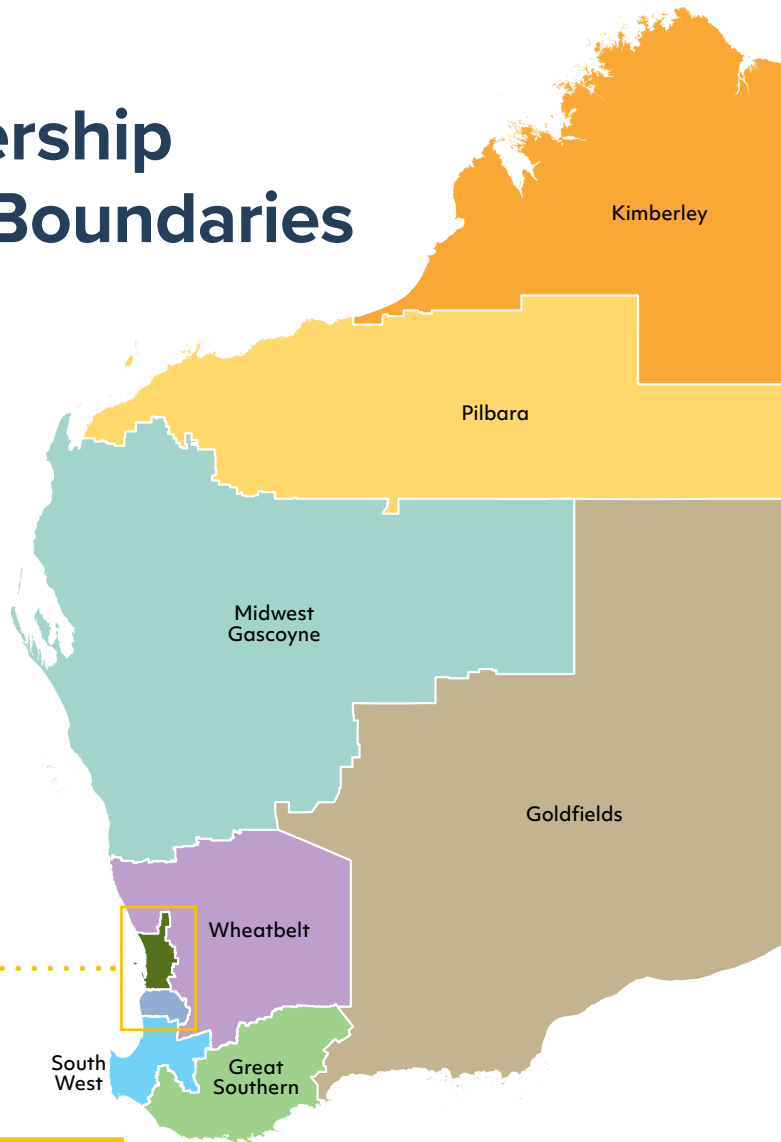 ership
Boundaries
Kimberley
Pilbara
Midwest
Gascoyne
Goldfields
Wheatbelt
South
West
Great
Southern